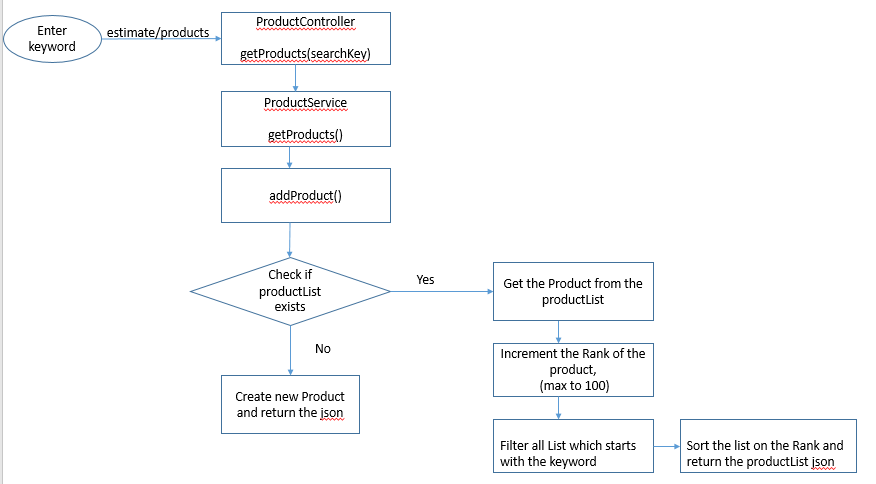 Enter
keyword
estimate/products
ProductController
getProducts(searchKey)
ProductService
getProducts()
addProduct()
Check if
productList
exists
Yes
No
Create new Product
and return the json
Get the Product from the
productList
Increment the Rank of the
product,
(max to 100)
Filter all List which starts
with the keyword
Sort the list on the Rank and
return the productList json